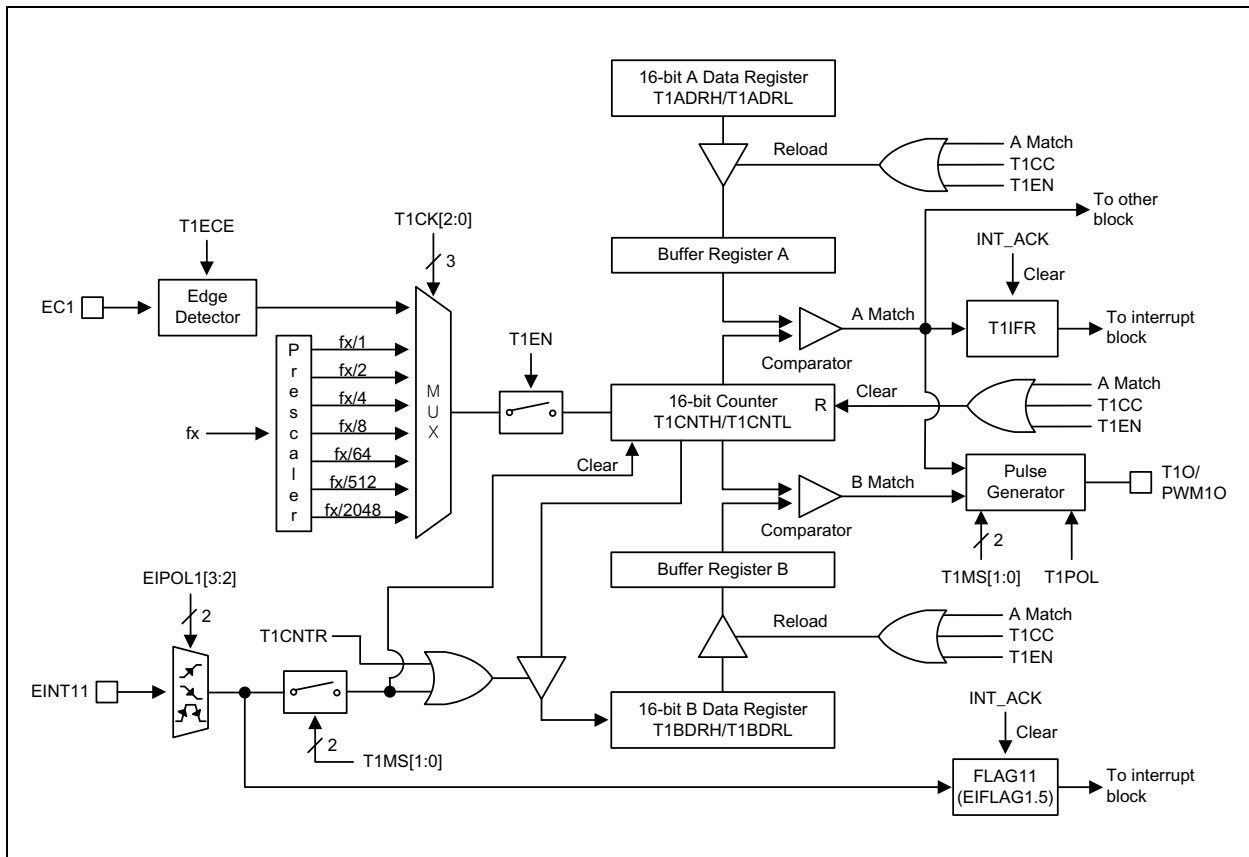 16-bit A Data Register
T1ADRH/T1ADRL
Reload
A Match
T1CC
T1EN
To other
block
T1ECE
T1CK[2:0]
3
Buffer Register A
INT_ACK
Clear
EC1
Edge
Detector
A Match
T1IFR
To interrupt
block
Comparator
Prescaler
fx/1
fx/2
fx/4
fx/8
fx/64
fx/512
fx/2048
fx
MUX
T1EN
16-bit Counter
T1CNTH/T1CNTL
R
Clear
A Match
T1CC
T1EN
Clear
B Match
Comparator
Pulse
Generator
T1O/
PWM1O
2
T1MS[1:0]
T1POL
Buffer Register B
EIPOL1[3:2]
2
T1CNTR
Reload
A Match
T1CC
T1EN
EINT11
2
T1MS[1:0]
16-bit B Data Register
T1BDRH/T1BDRL
INT_ACK
Clear
FLAG11
(EIFLAG1.5)
To interrupt
block